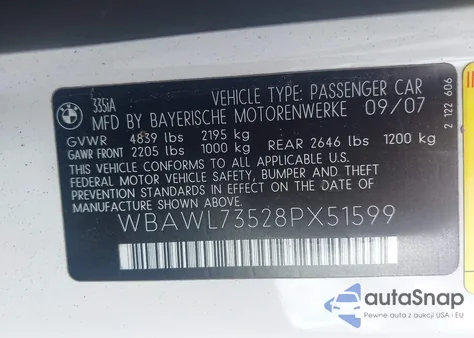 335iA
VEHICLE TYPE: PASSENGER CAR
MFD BY BAYERISCHE MOTORENWERKE 09/07
GVWR 4839 lbs 2195 kg
GAWR FRONT 2205 lbs 1000 kg REAR 2646 lbs 1200 kg
THIS VEHICLE CONFORMS TO ALL APPLICABLE
FEDERAL MOTOR VEHICLE SAFETY, BUMPER AND THEFT
PREVENTION STANDARDS IN EFFECT ON THE DATE OF
MANUFACTURE SHOWN ABOVE.
WBAWL73528PX51599
2 122 606
autoSnap
Pewne auta z aukcji USA i EU